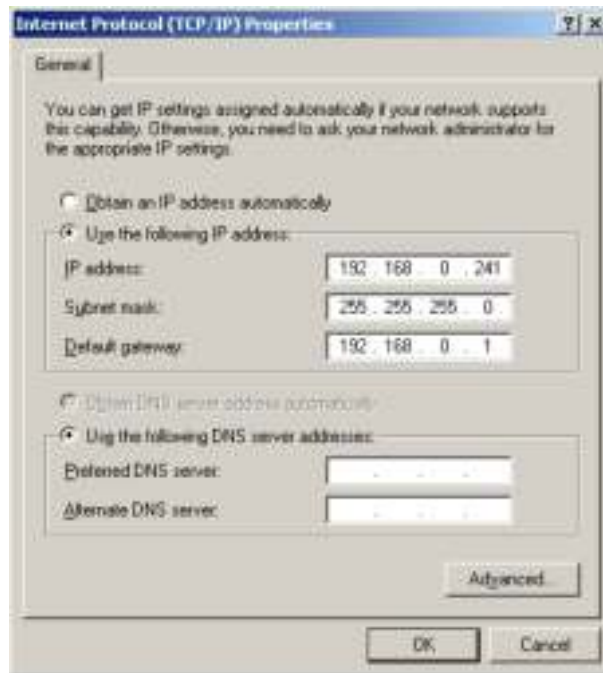 Internet Protocol (TCP/IP) Properties
General
You can get IP settings assigned automatically if your network supports
this capability. Otherwise, you need to ask your network administrator for
the appropriate IP settings.
Obtain an IP address automatically
Use the following IP address:
IP address: 192 . 168 . 0 . 241
Subnet mask: 255 . 255 . 255 . 0
Default gateway: 192 . 168 . 0 . 1
Obtain DNS server address automatically
Use the following DNS server addresses:
Preferred DNS server:
Alternate DNS server:
Advanced...
OK Cancel